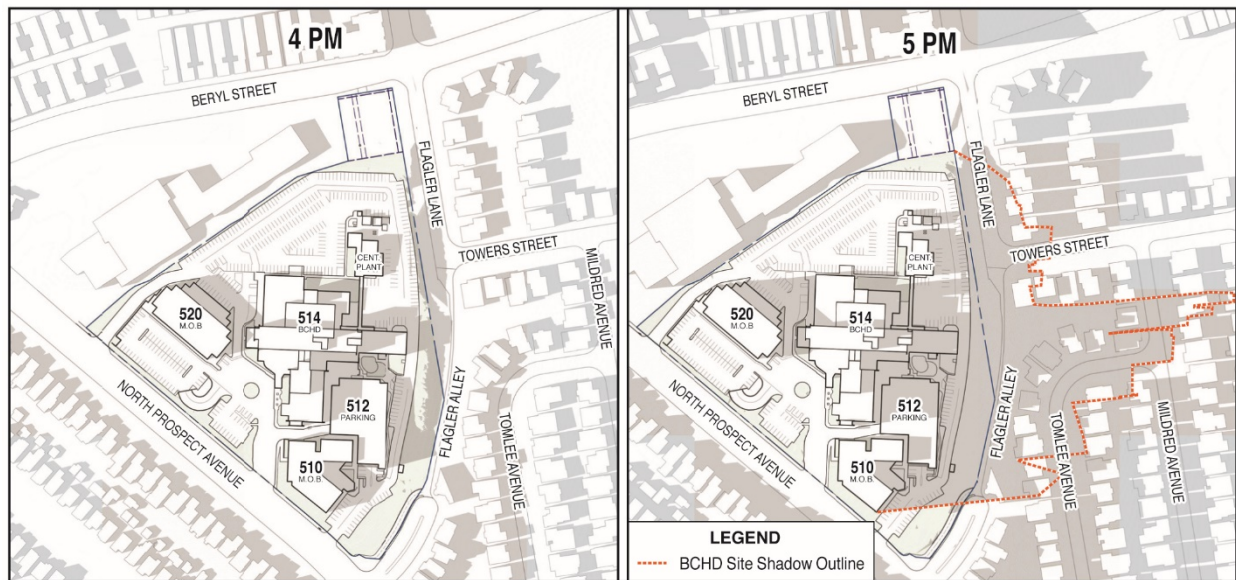 4 PM
BERYL STREET
FLAGLER LANE
TOWERS STREET
MILDRED AVENUE
CENT.
PLANT
520
M.O.B.
514
BCHD
512
PARKING
510
M.O.B.
NORTH PROSPECT AVENUE
FLAGLER ALLEY
TOMLEE AVENUE
5 PM
BERYL STREET
FLAGLER LANE
TOWERS STREET
CENT.
PLANT
520
M.O.B.
514
BCHD
512
PARKING
510
M.O.B.
NORTH PROSPECT AVENUE
FLAGLER ALLEY
TOMLEE AVENUE
MILDRED AVENUE
LEGEND
BCHD Site Shadow Outline